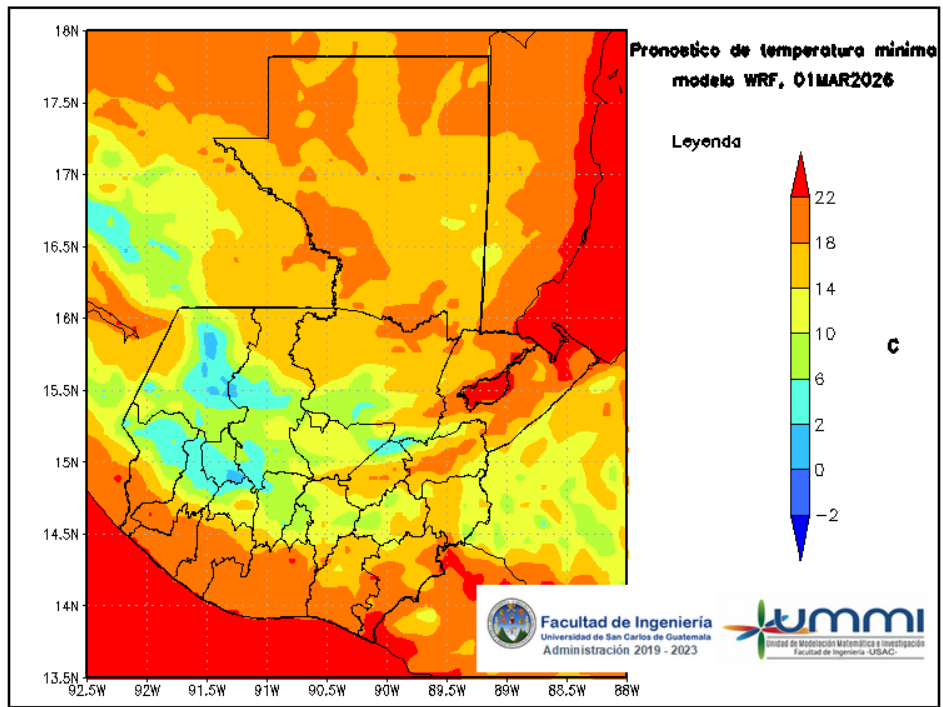 Pronostico de temperatura minima
modelo WRF, 01MAR2026
Leyenda
22
18
14
10
6
2
0
−2
C
18N
17.5N
17N
16.5N
16N
15.5N
15N
14.5N
14N
13.5N
92.5W
92W
91.5W
91W
90.5W
90W
89.5W
89W
88.5W
88W
Facultad de Ingeniería
Universidad de San Carlos de Guatemala
Administración 2019 - 2023
ummi
Unidad de Modelación Matemática e Investigación
Facultad de Ingeniería -USAC-